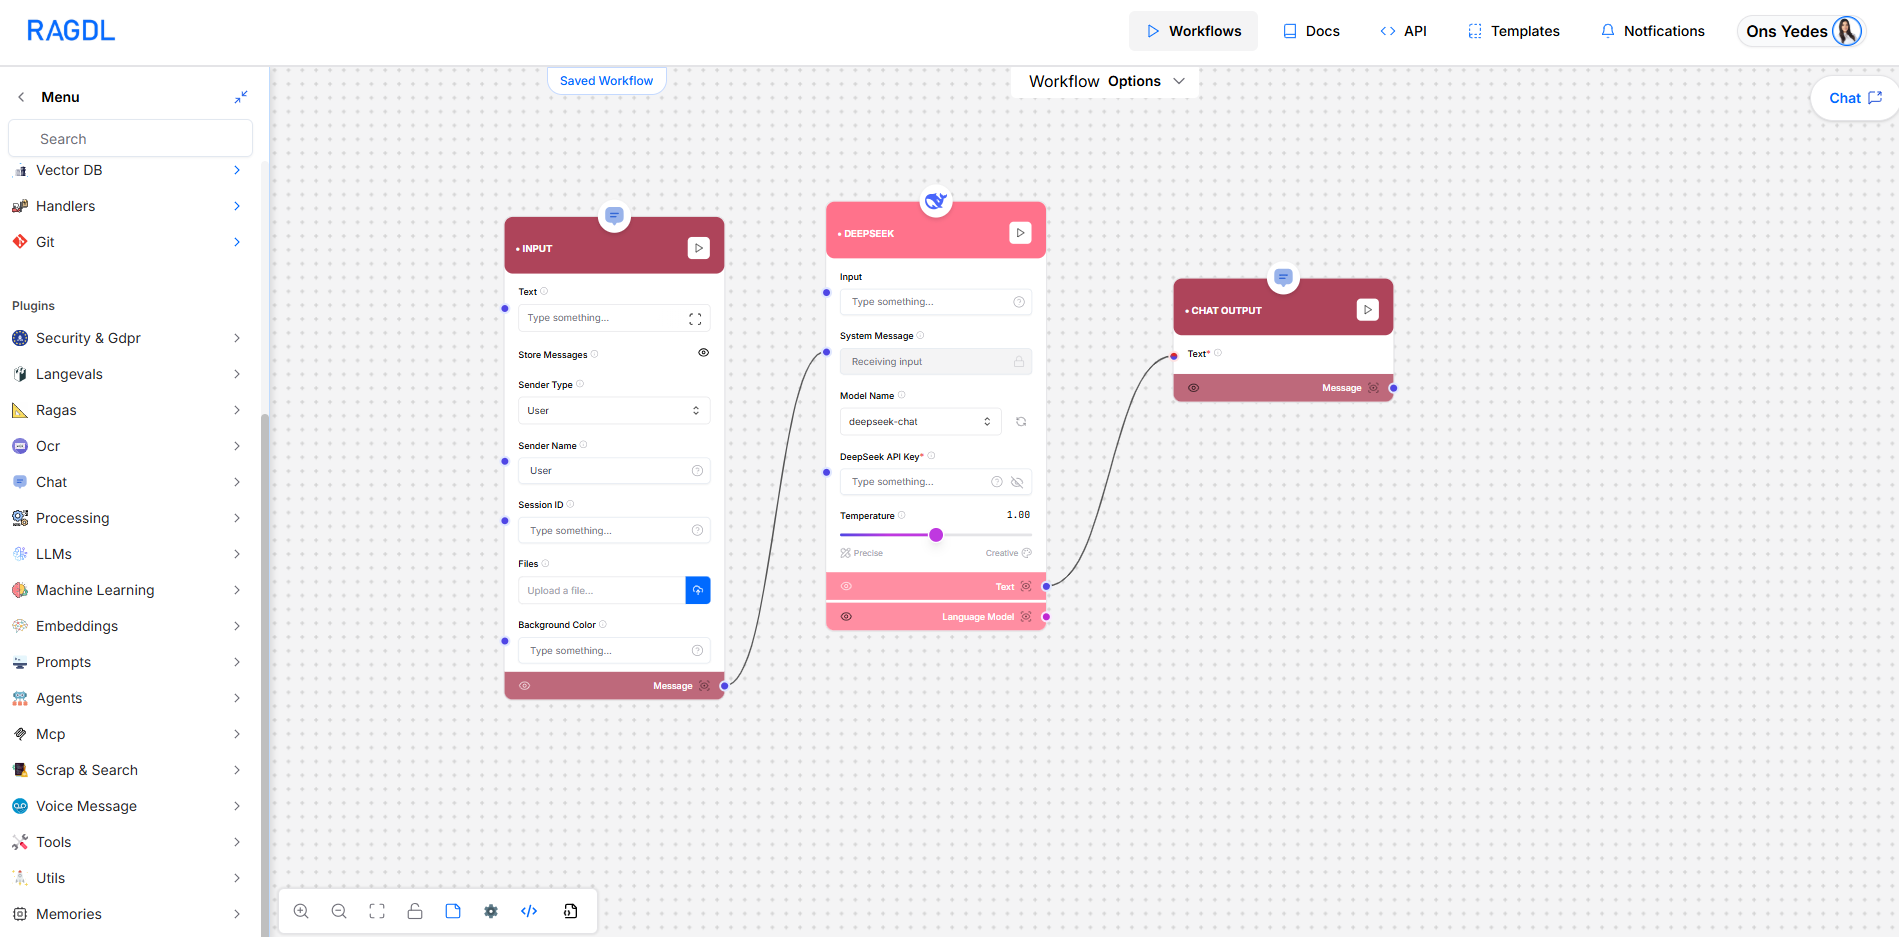 RAGDL
Workflows
Docs
API
Templates
Notfications
Ons Yedes
Menu
Search
Vector DB
Handlers
Git
Plugins
Security & Gdpr
Langevals
Ragas
Ocr
Chat
Processing
LLMs
Machine Learning
Embeddings
Prompts
Agents
Mcp
Scrap & Search
Voice Message
Tools
Utils
Memories
Saved Workflow
Workflow Options
Chat
• INPUT
Text
Type something...
Store Messages
Sender Type
User
Sender Name
User
Session ID
Type something...
Files
Upload a file...
Background Color
Type something...
Message
• DEEPSEEK
Input
Type something...
System Message
Receiving input
Model Name
deepseek-chat
DeepSeek API Key*
Type something...
Temperature 1.00
Precise Creative
Text
Language Model
• CHAT OUTPUT
Text*
Message